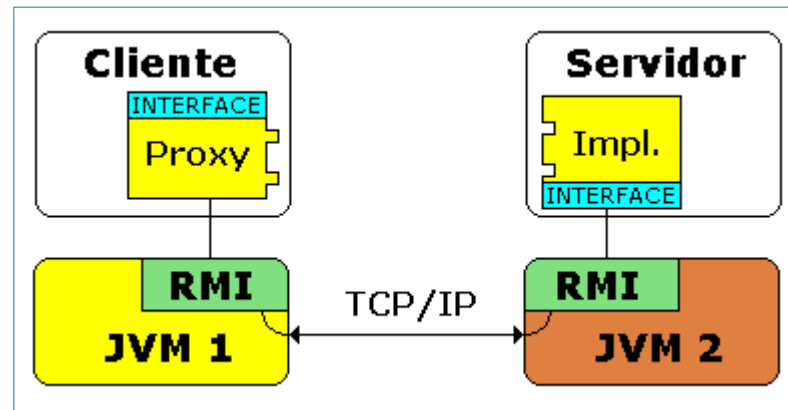 Cliente
INTERFACE
Proxy
Servidor
Impl.
INTERFACE
RMI
JVM 1
TCP/IP
RMI
JVM 2